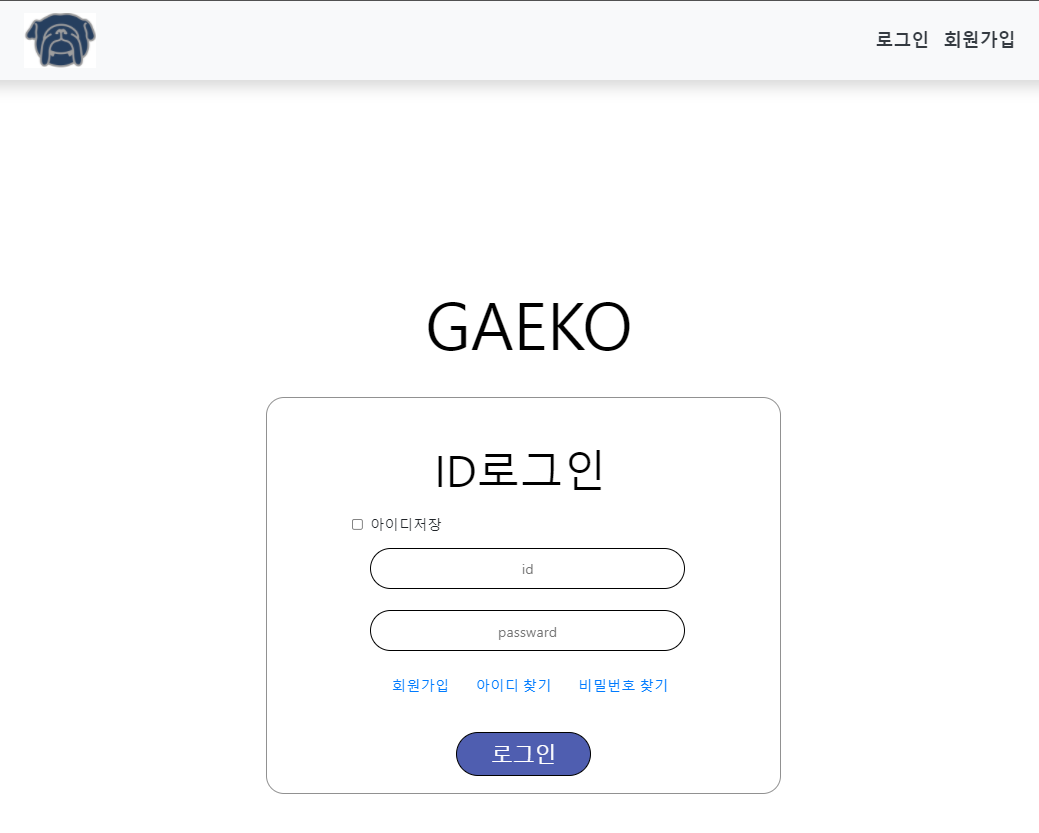 로그인 회원가입
GAEKO
ID로그인
아이디저장
id
passward
회원가입 아이디 찾기 비밀번호 찾기
로그인